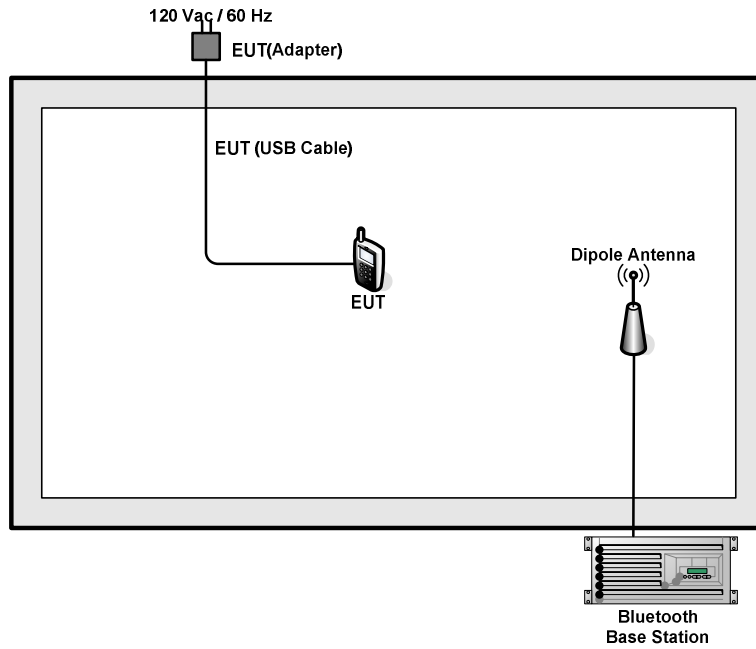 120 Vac / 60 Hz
EUT(Adapter)
EUT (USB Cable)
Dipole Antenna
EUT
Bluetooth
Base Station